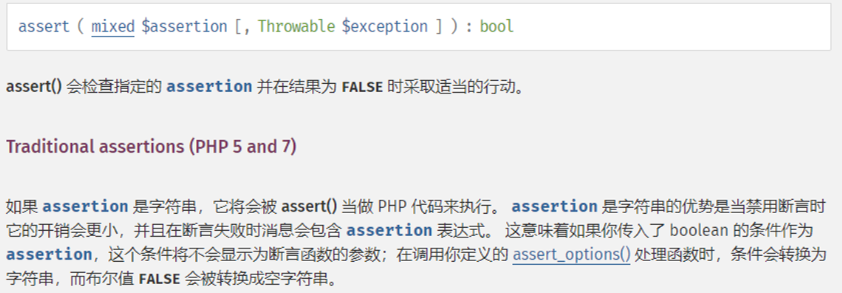 assert ( mixed $assertion [, Throwable $exception ] ) : bool
assert() 会检查指定的 assertion 并在结果为 FALSE 时采取适当的行动。
Traditional assertions (PHP 5 and 7)
如果 assertion 是字符串，它将会被 assert() 当做 PHP 代码来执行。 assertion 是字符串的优势是当禁用断言时
它的开销会更小，并且在断言失败时消息会包含 assertion 表达式。 这意味着如果你传入了 boolean 的条件作为
assertion，这个条件将不会显示为断言函数的参数；在调用你定义的 assert_options() 处理函数时，条件会转换为
字符串，而布尔值 FALSE 会被转换成空字符串。